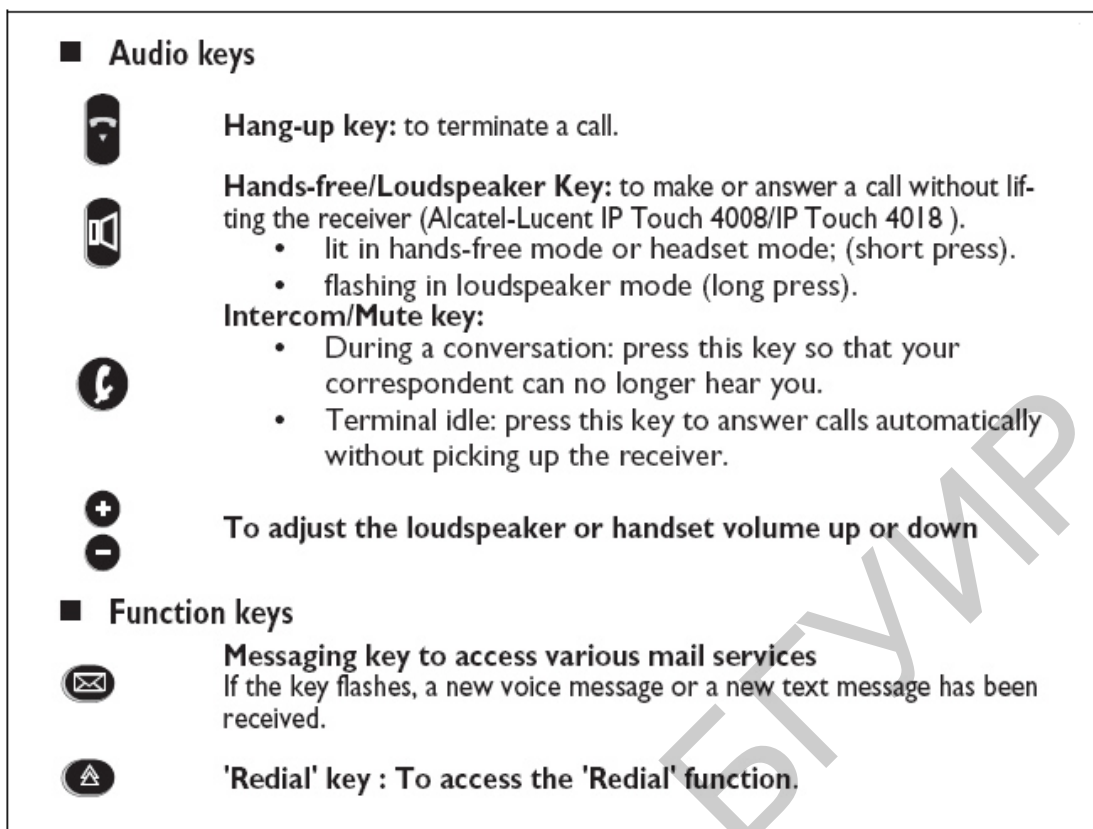 ■ Audio keys
Hang-up key: to terminate a call.
Hands-free/Loudspeaker Key: to make or answer a call without lif-
ting the receiver (Alcatel-Lucent IP Touch 4008/IP Touch 4018 ).
• lit in hands-free mode or headset mode; (short press).
• flashing in loudspeaker mode (long press).
Intercom/Mute key:
• During a conversation: press this key so that your
correspondent can no longer hear you.
• Terminal idle: press this key to answer calls automatically
without picking up the receiver.
To adjust the loudspeaker or handset volume up or down
■ Function keys
Messaging key to access various mail services
If the key flashes, a new voice message or a new text message has been
received.
'Redial' key : To access the 'Redial' function.
БГУИР